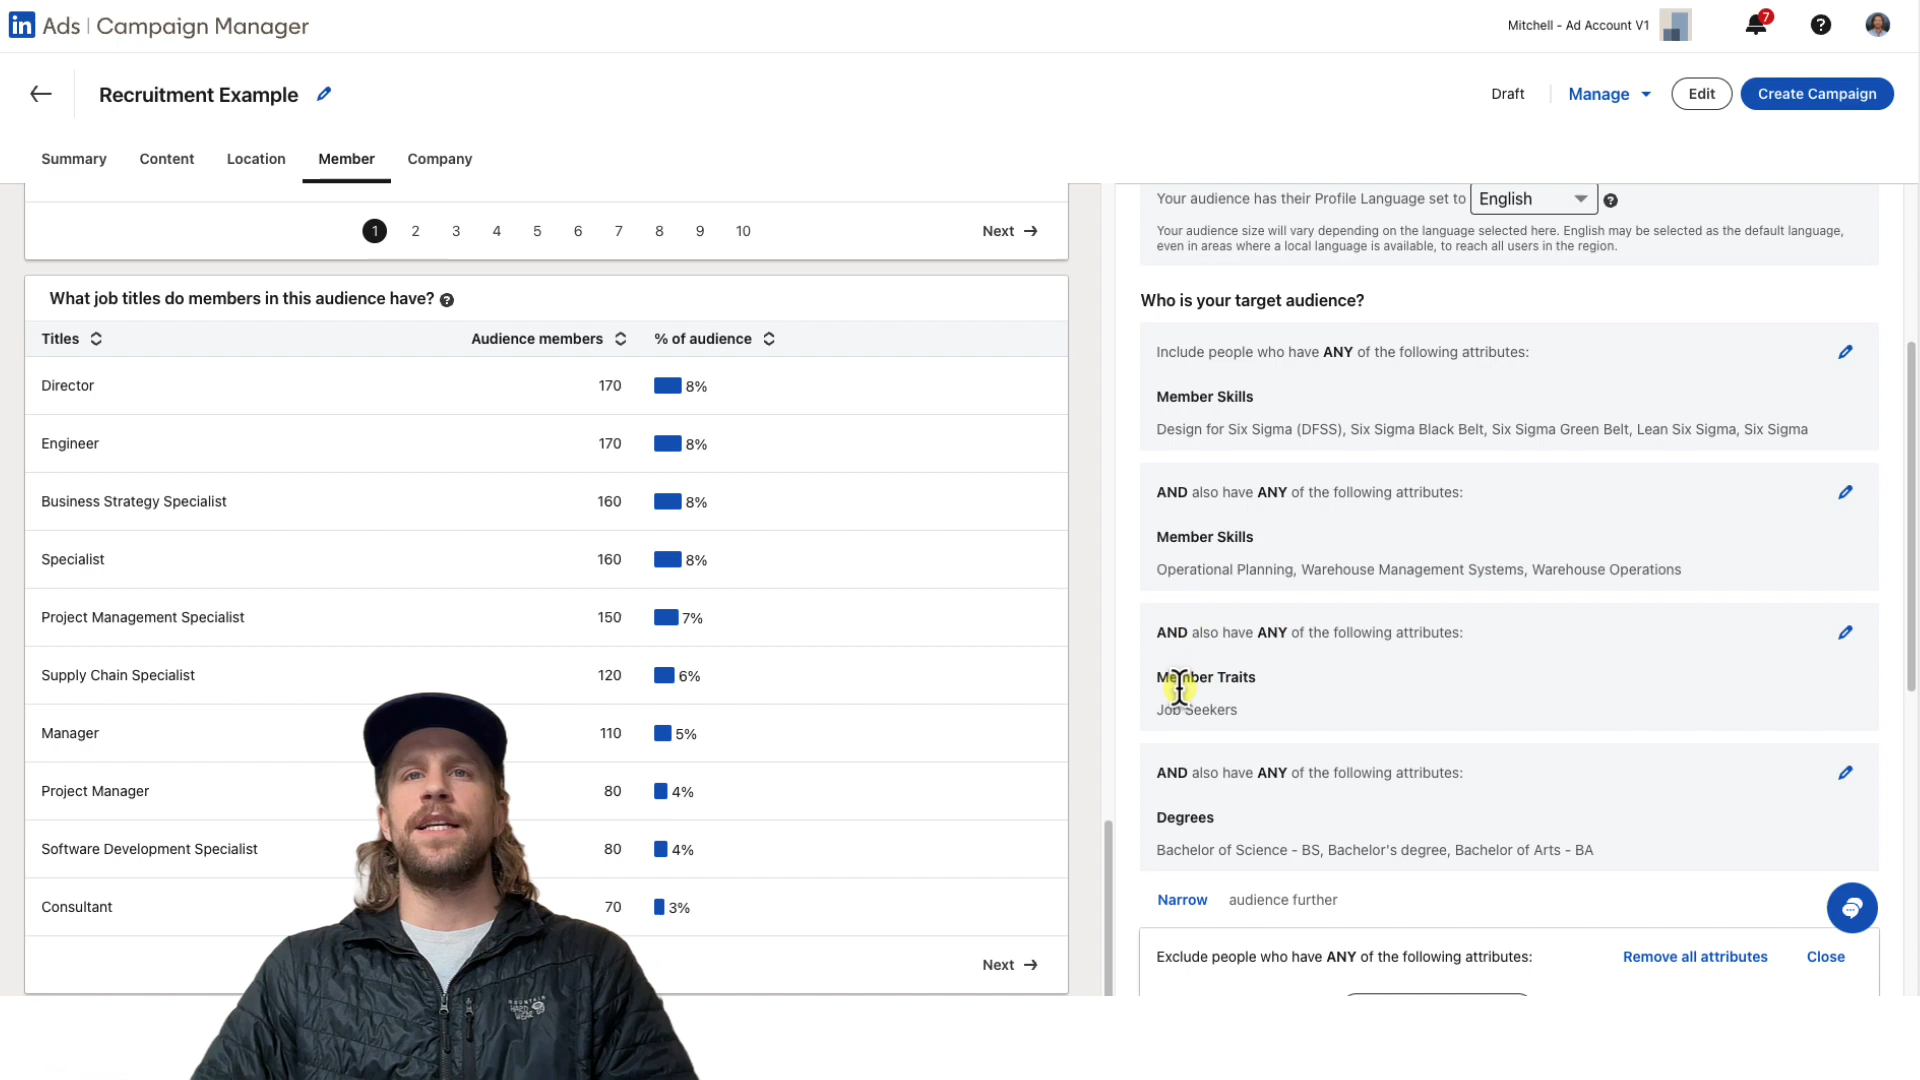 in Ads | Campaign Manager
Mitchell - Ad Account V1
7
?
Recruitment Example
Draft
Manage
Edit
Create Campaign
Summary
Content
Location
Member
Company
1 2 3 4 5 6 7 8 9 10
Next →
What job titles do members in this audience have?
Titles
Audience members
% of audience
Director 170 8%
Engineer 170 8%
Business Strategy Specialist 160 8%
Specialist 160 8%
Project Management Specialist 150 7%
Supply Chain Specialist 120 6%
Manager 110 5%
Project Manager 80 4%
Software Development Specialist 80 4%
Consultant 70 3%
Next →
MOUNTAIN
HARD
WEAR
Your audience has their Profile Language set to English
Your audience size will vary depending on the language selected here. English may be selected as the default language,
even in areas where a local language is available, to reach all users in the region.
Who is your target audience?
Include people who have ANY of the following attributes:
Member Skills
Design for Six Sigma (DFSS), Six Sigma Black Belt, Six Sigma Green Belt, Lean Six Sigma, Six Sigma
AND also have ANY of the following attributes:
Member Skills
Operational Planning, Warehouse Management Systems, Warehouse Operations
AND also have ANY of the following attributes:
Member Traits
Job Seekers
AND also have ANY of the following attributes:
Degrees
Bachelor of Science - BS, Bachelor's degree, Bachelor of Arts - BA
Narrow audience further
Exclude people who have ANY of the following attributes:
Remove all attributes
Close